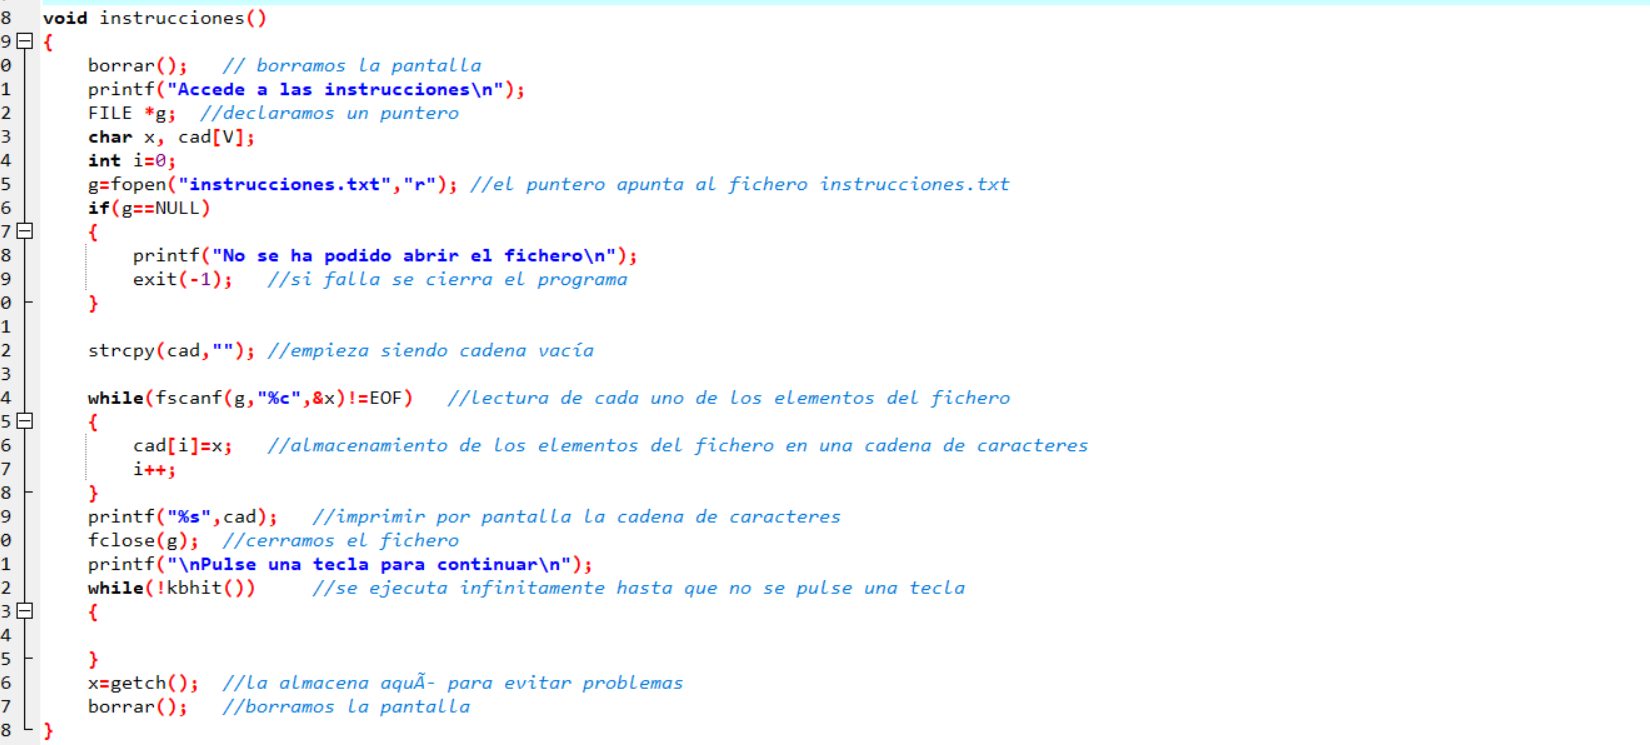 8 void instrucciones()
9 {
0 borrar(); // borramos la pantalla
1 printf("Accede a las instrucciones\n");
2 FILE *g; //declaramos un puntero
3 char x, cad[V];
4 int i=0;
5 g=fopen("instrucciones.txt","r"); //el puntero apunta al fichero instrucciones.txt
6 if(g==NULL)
7 {
8 printf("No se ha podido abrir el fichero\n");
9 exit(-1); //si falla se cierra el programa
0 }
1
2 strcpy(cad,""); //empieza siendo cadena vacía
3
4 while(fscanf(g,"%c",&x)!=EOF) //lectura de cada uno de los elementos del fichero
5 {
6 cad[i]=x; //almacenamiento de los elementos del fichero en una cadena de caracteres
7 i++;
8 }
9 printf("%s",cad); //imprimir por pantalla la cadena de caracteres
0 fclose(g); //cerramos el fichero
1 printf("\nPulse una tecla para continuar\n");
2 while(!kbhit()) //se ejecuta infinitamente hasta que no se pulse una tecla
3 {
4
5 }
6 x=getch(); //la almacena aquÃ- para evitar problemas
7 borrar(); //borramos la pantalla
8 }